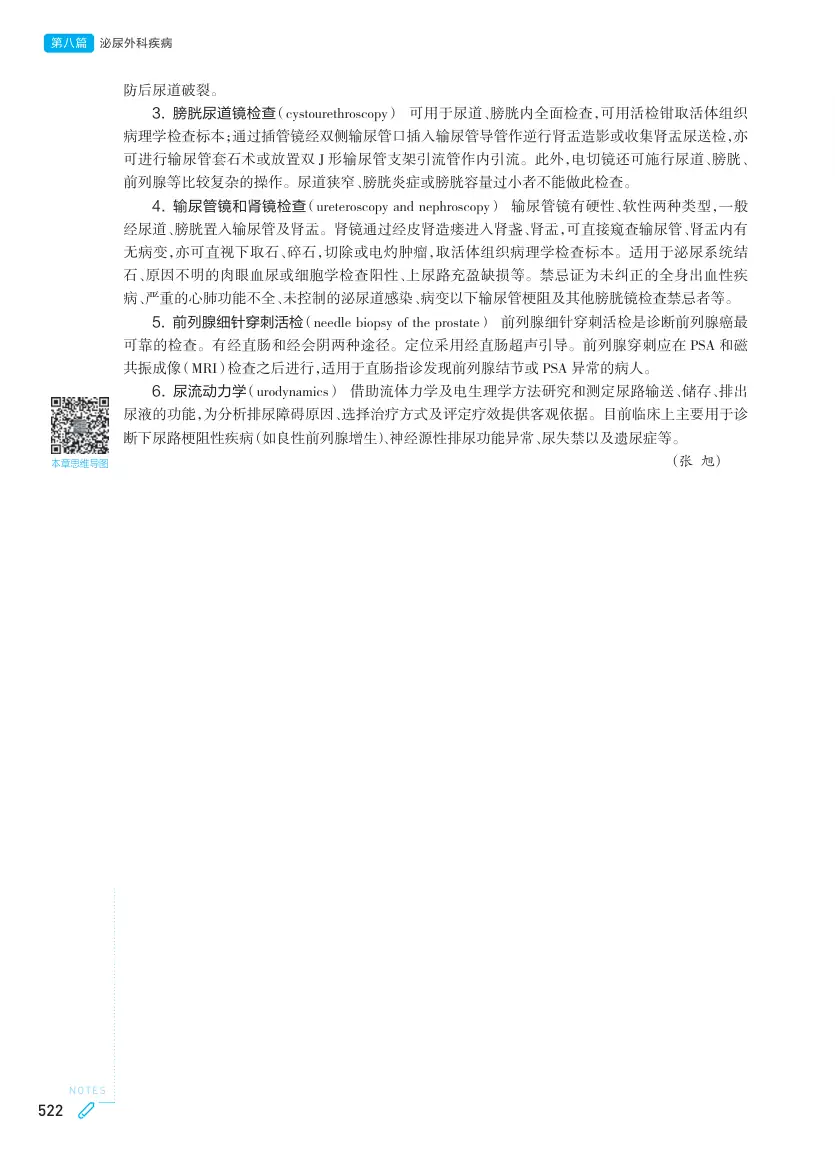 第八篇 泌尿外科疾病
防后尿道破裂。
3. 膀胱尿道镜检查（cystourethroscopy） 可用于尿道、膀胱内全面检查，可用活检钳取活体组织
病理学检查标本；通过插管镜经双侧输尿管口插入输尿管导管作逆行肾盂造影或收集肾盂尿送检，亦
可进行输尿管套石术或放置双 J 形输尿管支架引流管作内引流。此外，电切镜还可施行尿道、膀胱、
前列腺等比较复杂的操作。尿道狭窄、膀胱炎症或膀胱容量过小者不能做此检查。
4. 输尿管镜和肾镜检查（ureteroscopy and nephroscopy） 输尿管镜有硬性、软性两种类型，一般
经尿道、膀胱置入输尿管及肾盂。肾镜通过经皮肾造瘘进入肾盏、肾盂，可直接窥查输尿管、肾盂内有
无病变，亦可直视下取石、碎石，切除或电灼肿瘤，取活体组织病理学检查标本。适用于泌尿系统结
石、原因不明的肉眼血尿或细胞学检查阳性、上尿路充盈缺损等。禁忌证为未纠正的全身出血性疾
病、严重的心肺功能不全、未控制的泌尿道感染、病变以下输尿管梗阻及其他膀胱镜检查禁忌者等。
5. 前列腺细针穿刺活检（needle biopsy of the prostate） 前列腺细针穿刺活检是诊断前列腺癌最
可靠的检查。有经直肠和经会阴两种途径。定位采用经直肠超声引导。前列腺穿刺应在 PSA 和磁
共振成像（MRI）检查之后进行，适用于直肠指诊发现前列腺结节或 PSA 异常的病人。
6. 尿流动力学（urodynamics） 借助流体力学及电生理学方法研究和测定尿路输送、储存、排出
尿液的功能，为分析排尿障碍原因、选择治疗方式及评定疗效提供客观依据。目前临床上主要用于诊
断下尿路梗阻性疾病（如良性前列腺增生）、神经源性排尿功能异常、尿失禁以及遗尿症等。
本章思维导图
（张 旭）
NOTES
522